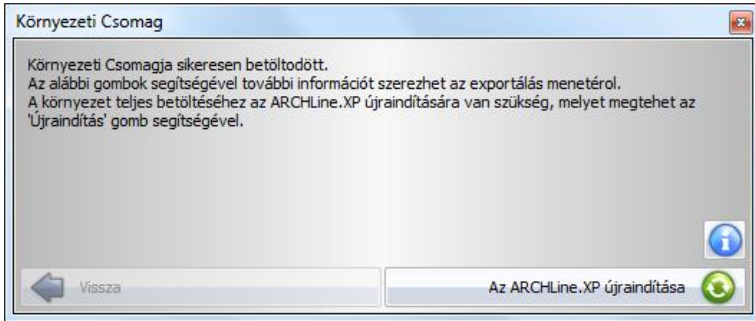 Környezeti Csomag
Környezeti Csomagja sikeresen betöltodött.
Az alábbi gombok segítségével további információt szerezhet az exportálás menetérol.
A környezet teljes betöltéséhez az ARCHLine.XP újraindítására van szükség, melyet megtehet az
'Újraindítás' gomb segítségével.
Vissza
Az ARCHLine.XP újraindítása